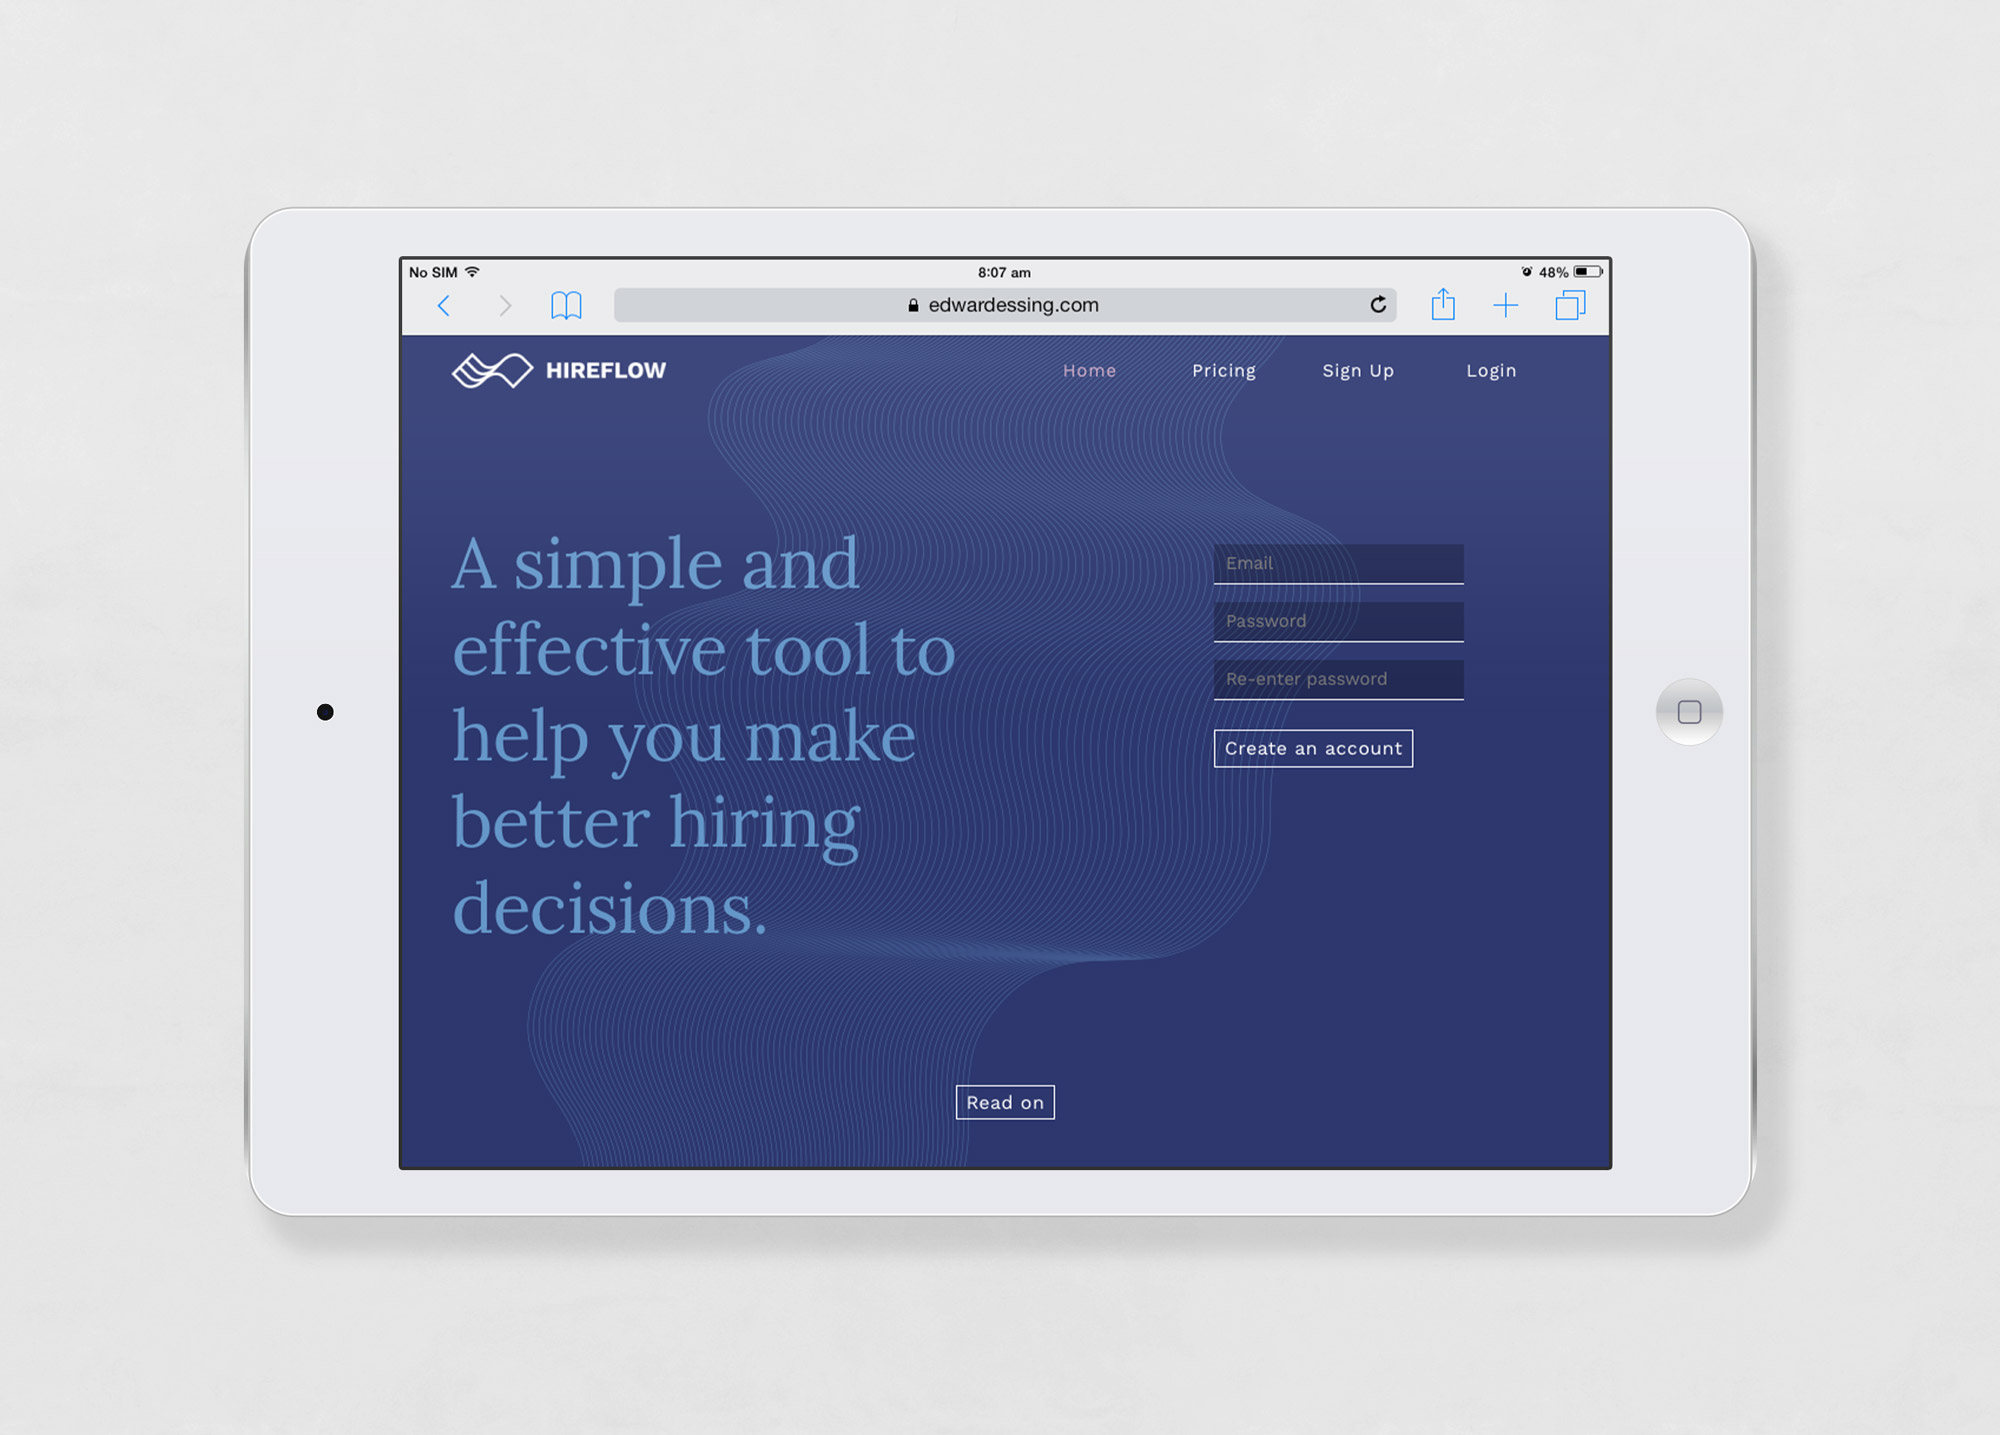 No SIM
8:07 am
48%
edwardessing.com
HIREFLOW
Home
Pricing
Sign Up
Login
A simple and
effective tool to
help you make
better hiring
decisions.
Email
Password
Re-enter password
Create an account
Read on